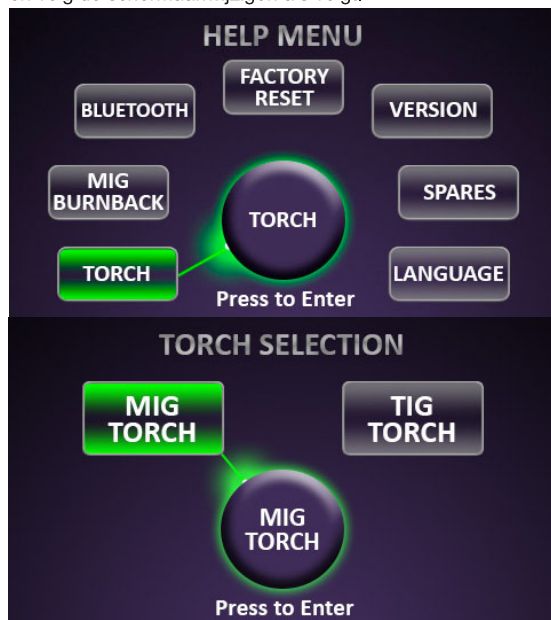 HELP MENU
FACTORY
RESET
BLUETOOTH
VERSION
MIG
BURNBACK
SPARES
TORCH
TORCH
LANGUAGE
Press to Enter
TORCH SELECTION
MIG
TORCH
TIG
TORCH
MIG
TORCH
Press to Enter